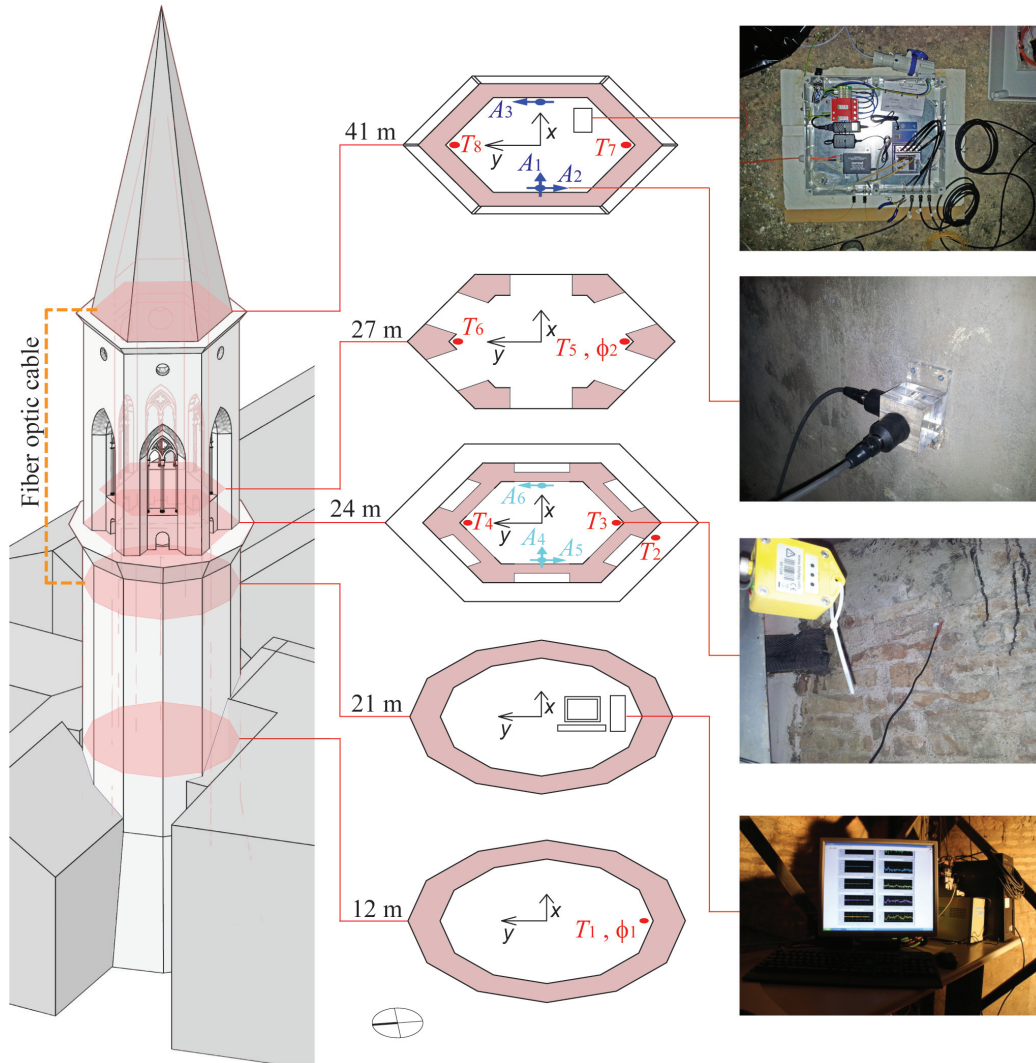 41 m
A3
x
T8
y
T7
A1
A2
27 m
T6
x
y
T5 , ϕ2
Fiber optic cable
24 m
A6
x
T4
y
T3
T2
A4
A5
21 m
x
y
12 m
x
y
T1 , ϕ1